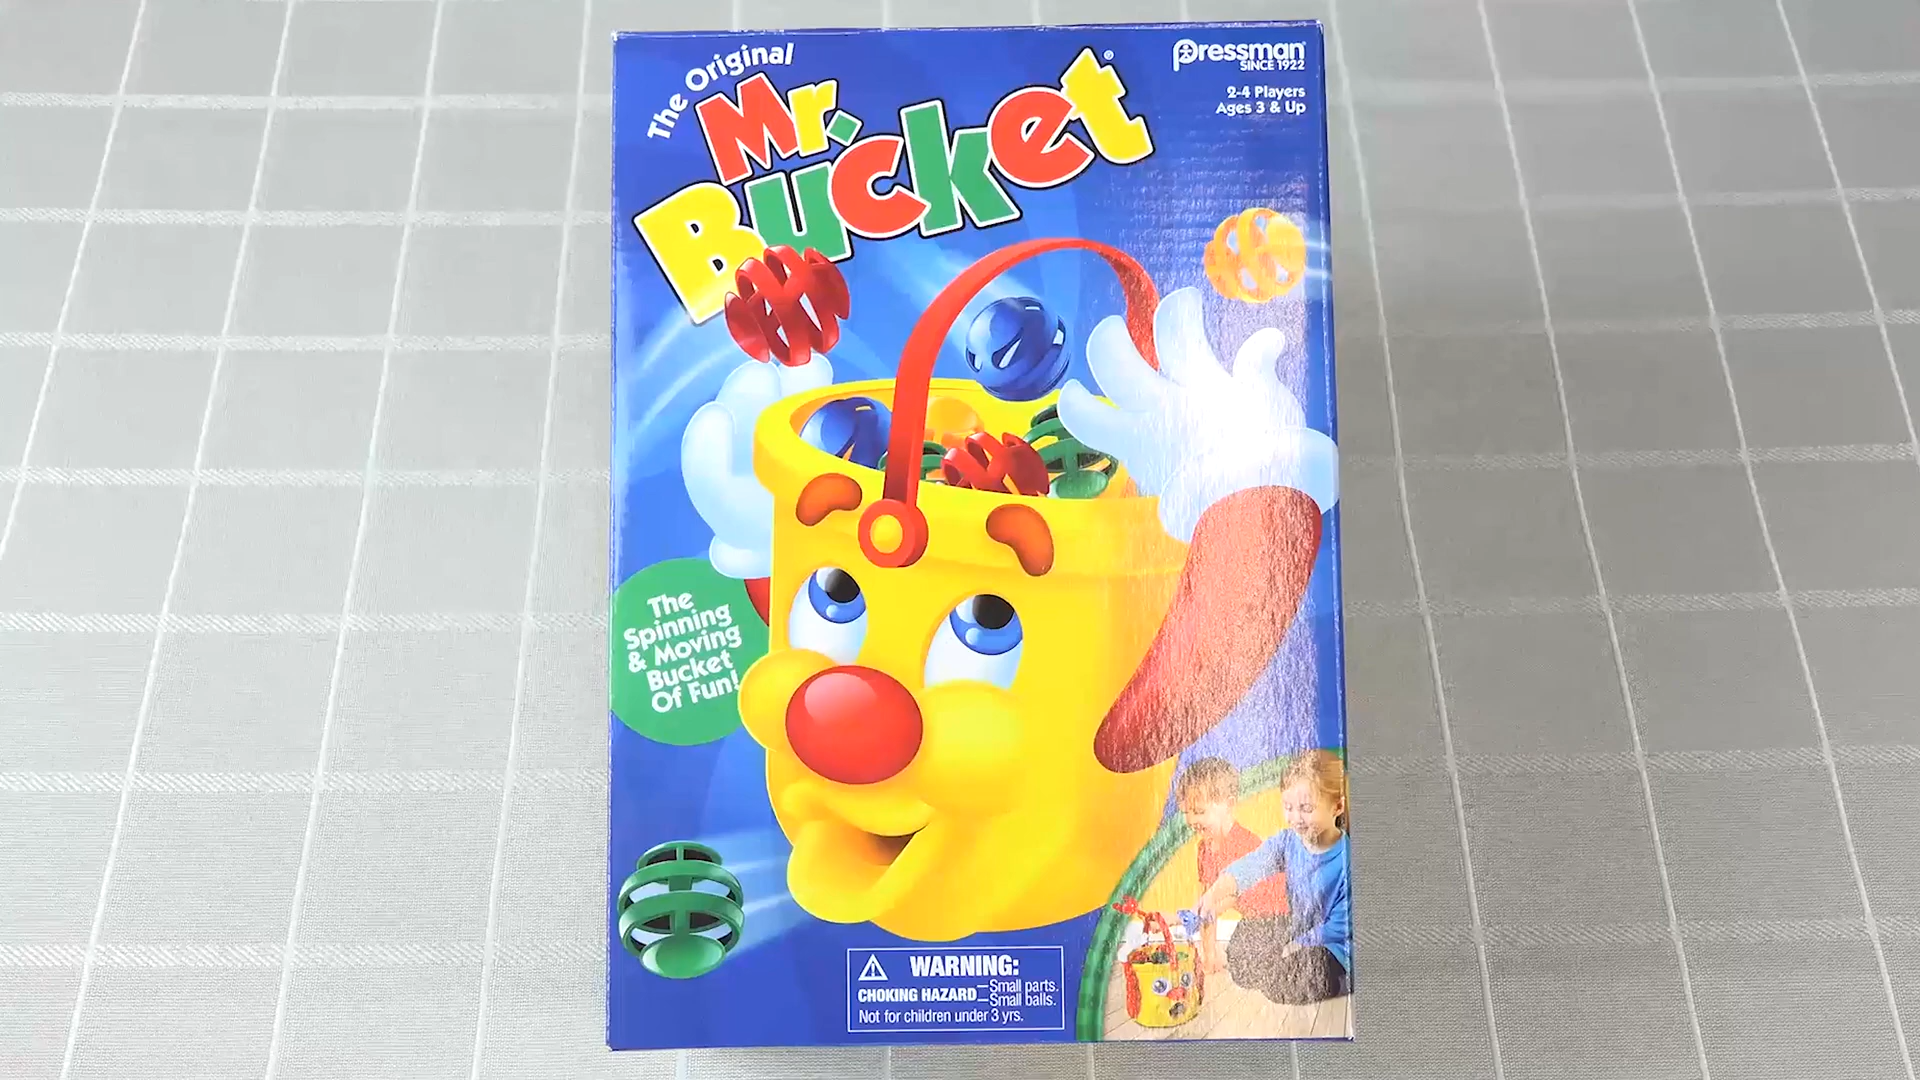 The Original
Mr.
Bucket®
Pressman®
SINCE 1922
2-4 Players
Ages 3 & Up
The
Spinning
& Moving
Bucket
Of Fun!
WARNING:
CHOKING HAZARD—Small parts.
—Small balls.
Not for children under 3 yrs.